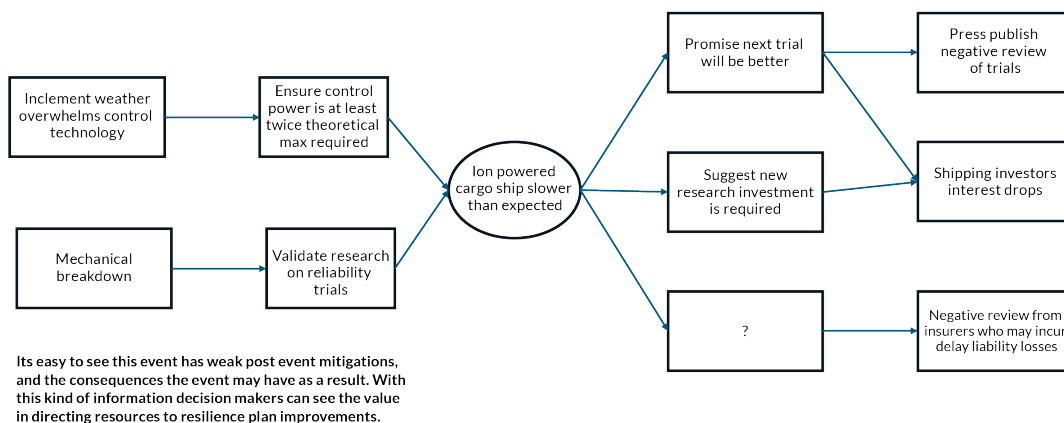 Inclement weather
overwhelms control
technology
Ensure control
power is at least
twice theoretical
max required
Mechanical
breakdown
Validate research
on reliability
trials
Ion powered
cargo ship slower
than expected
Promise next trial
will be better
Suggest new
research investment
is required
?
Press publish
negative review
of trials
Shipping investors
interest drops
Negative review from
insurers who may incur
delay liability losses
Its easy to see this event has weak post event mitigations,
and the consequences the event may have as a result. With
this kind of information decision makers can see the value
in directing resources to resilience plan improvements.